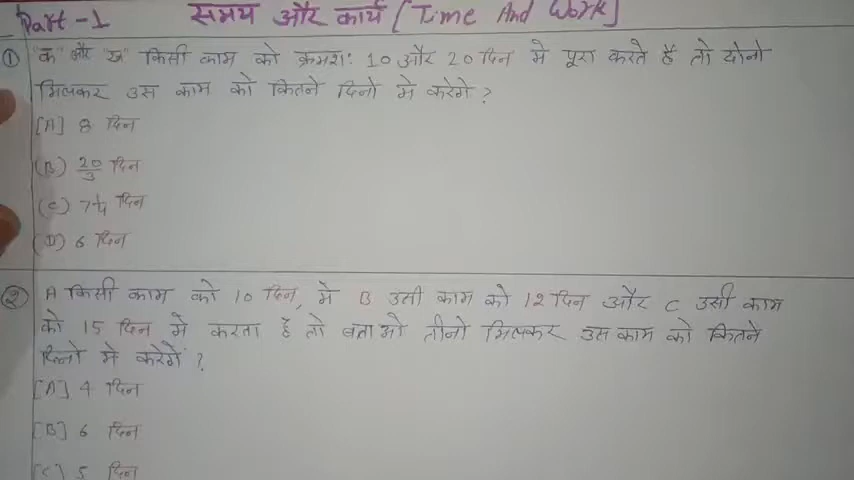 Part -1 समय और कार्य [Time And Work]
① "क" और "ख" किसी काम को क्रमश: 10 और 20 दिन मे पूरा करते है तो दोनो
मिलकर उस काम को कितने दिनो मे करेगे ?
[A] 8 दिन
(B) 20/3 दिन
(C) 7 1/4 दिन
(D) 6 दिन
② A किसी काम को 10 दिन, मे B उसी काम को 12 दिन और C उसी काम
को 15 दिन मे करता है तो बताओ तीनो मिलकर उस काम को कितने
दिनो मे करेगें ?
[A] 4 दिन
[B] 6 दिन
[C] 5 दिन